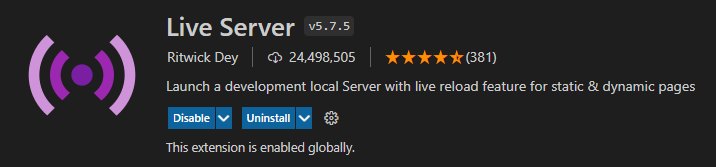 Live Server v5.7.5
Ritwick Dey 24,498,505 (381)
Launch a development local Server with live reload feature for static & dynamic pages
Disable Uninstall
This extension is enabled globally.